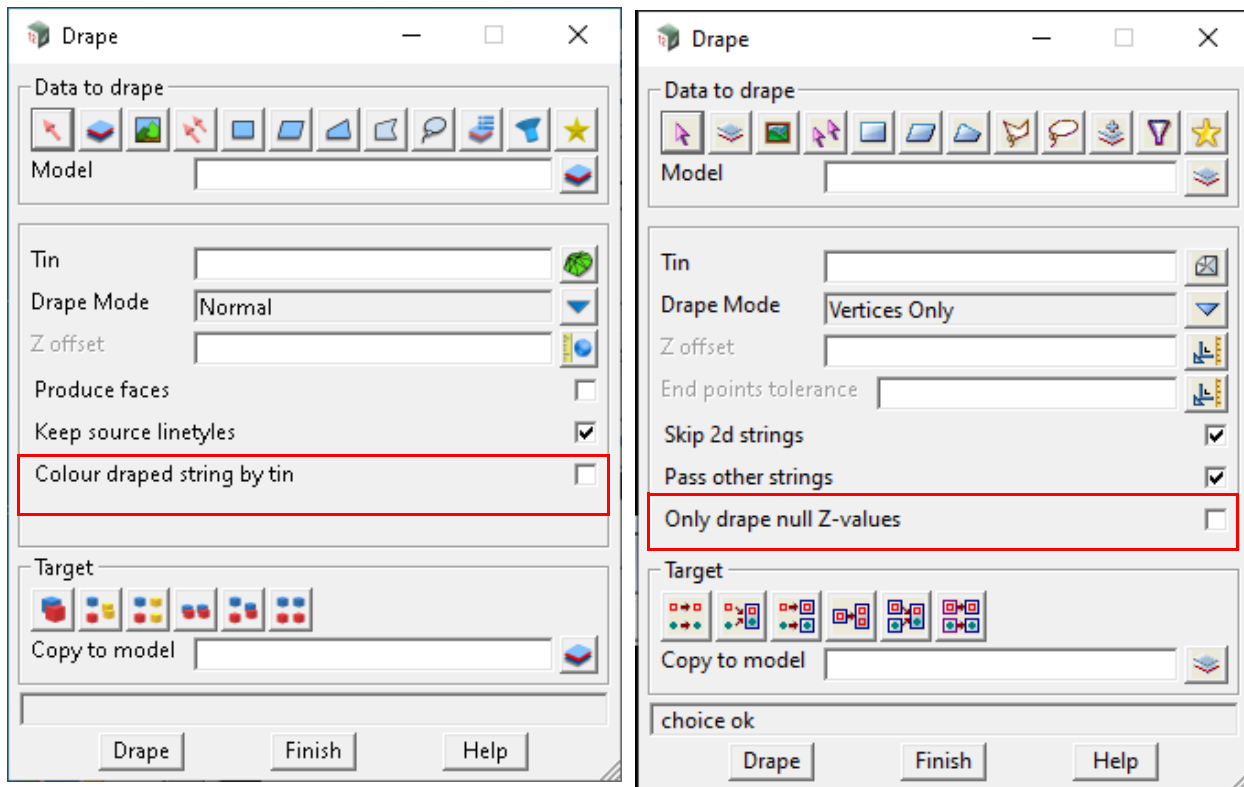 Drape
Data to drape
Model
Tin
Drape Mode Normal
Z offset
Produce faces
Keep source linetyles
Colour draped string by tin
Target
Copy to model
Drape Finish Help
Drape
Data to drape
Model
Tin
Drape Mode Vertices Only
Z offset
End points tolerance
Skip 2d strings
Pass other strings
Only drape null Z-values
Target
Copy to model
choice ok
Drape Finish Help